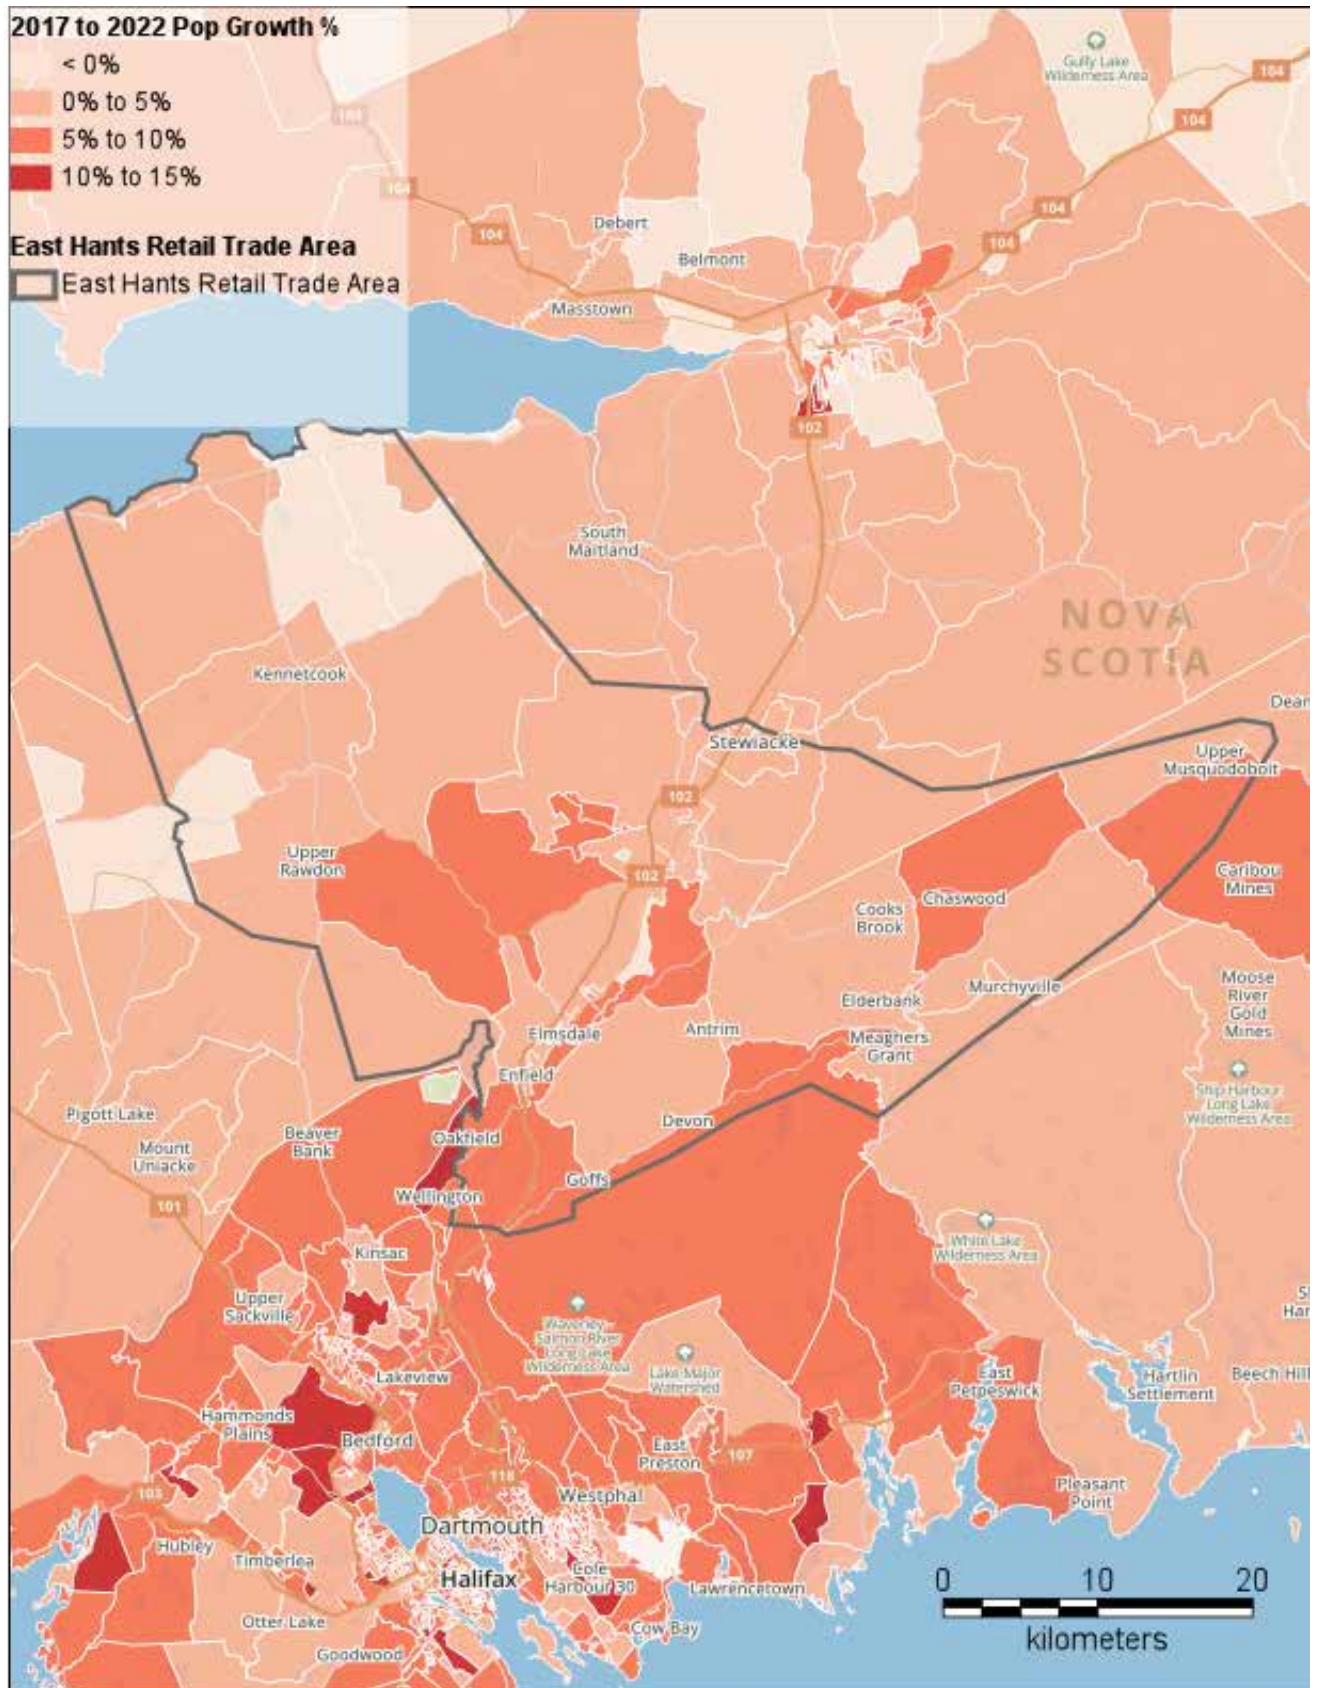 2017 to 2022 Pop Growth %
< 0%
0% to 5%
5% to 10%
10% to 15%
East Hants Retail Trade Area
East Hants Retail Trade Area
Gully Lake
Wilderness Area
104
104
104
104
104
104
104
Debert
Belmont
Masstown
102
South
Maitland
NOVA
SCOTIA
Kennetcook
Stewiacke
Upper
Musquodoboit
102
Upper
Rawdon
102
Caribou
Mines
Chaswood
Cooks
Brook
Moose
River
Gold
Mines
Murchyville
Elderbank
Elmsdale
Antrim
Meaghers
Grant
Enfield
Ship Harbour
Long Lake
Wilderness Area
Pigott Lake
Devon
Beaver
Bank
Oakfield
Mount
Uniacke
Goffs
Wellington
101
White Lake
Wilderness Area
Kinsac
Upper
Sackville
Waverley-
Salmon River
Long Lake
Wilderness Area
Lake Major
Watershed
Lakeview
East
Petpeswick
Hartlin
Settlement
Beech Hill
Hammonds
Plains
Bedford
East
Preston
107
118
103
Westphal
Pleasant
Point
Dartmouth
Hubley
Timberlea
Halifax
Cole
Harbour 30
Lawrencetown
Otter Lake
Cow Bay
Goodwood
0 10 20
kilometers